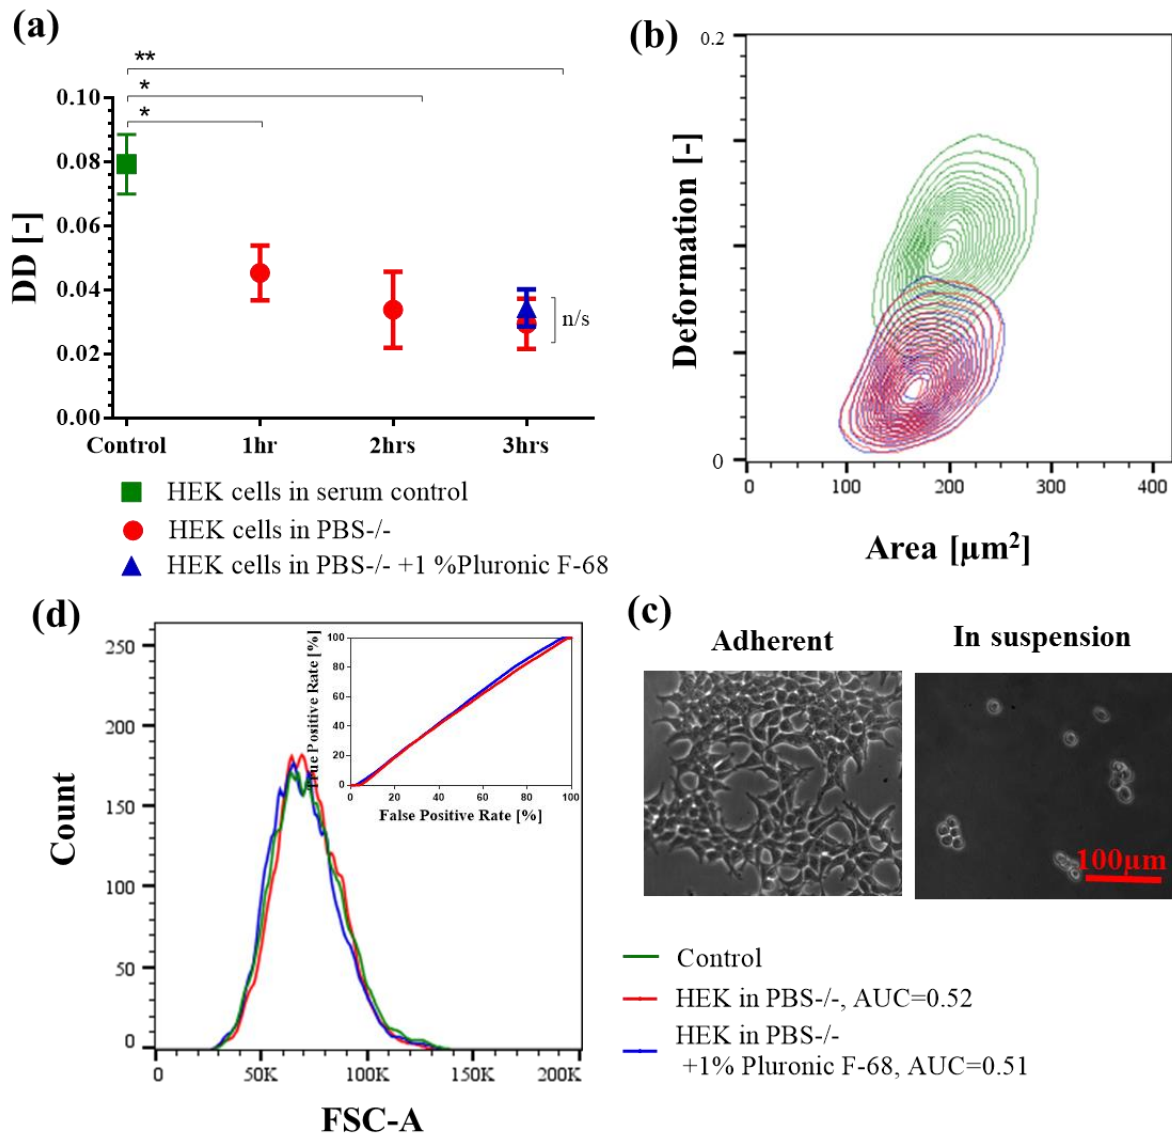 (a)
**
*
*
0.10
0.08
0.06
0.04
0.02
0.00
DD [-]
n/s
Control 1hr 2hrs 3hrs
HEK cells in serum control
HEK cells in PBS-/-
HEK cells in PBS-/- +1 %Pluronic F-68
(b)
0.2
0
Deformation [-]
0 100 200 300 400
Area [µm²]
(d)
250
200
150
100
50
0
Count
0 50K 100K 150K 200K
FSC-A
100
80
60
40
20
0
True Positive Rate [%]
0 20 40 60 80 100
False Positive Rate [%]
(c)
Adherent
In suspension
100µm
Control
HEK in PBS-/-, AUC=0.52
HEK in PBS-/-
+1% Pluronic F-68, AUC=0.51